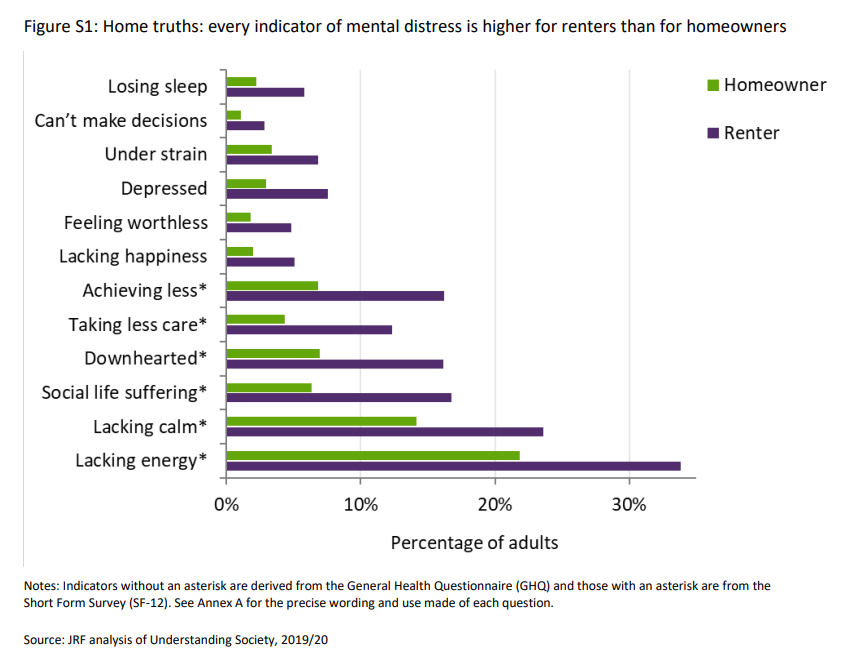 Figure S1: Home truths: every indicator of mental distress is higher for renters than for homeowners
Losing sleep
Can’t make decisions
Under strain
Depressed
Feeling worthless
Lacking happiness
Achieving less*
Taking less care*
Downhearted*
Social life suffering*
Lacking calm*
Lacking energy*
0%
10%
20%
30%
Percentage of adults
Homeowner
Renter
Notes: Indicators without an asterisk are derived from the General Health Questionnaire (GHQ) and those with an asterisk are from the
Short Form Survey (SF-12). See Annex A for the precise wording and use made of each question.
Source: JRF analysis of Understanding Society, 2019/20